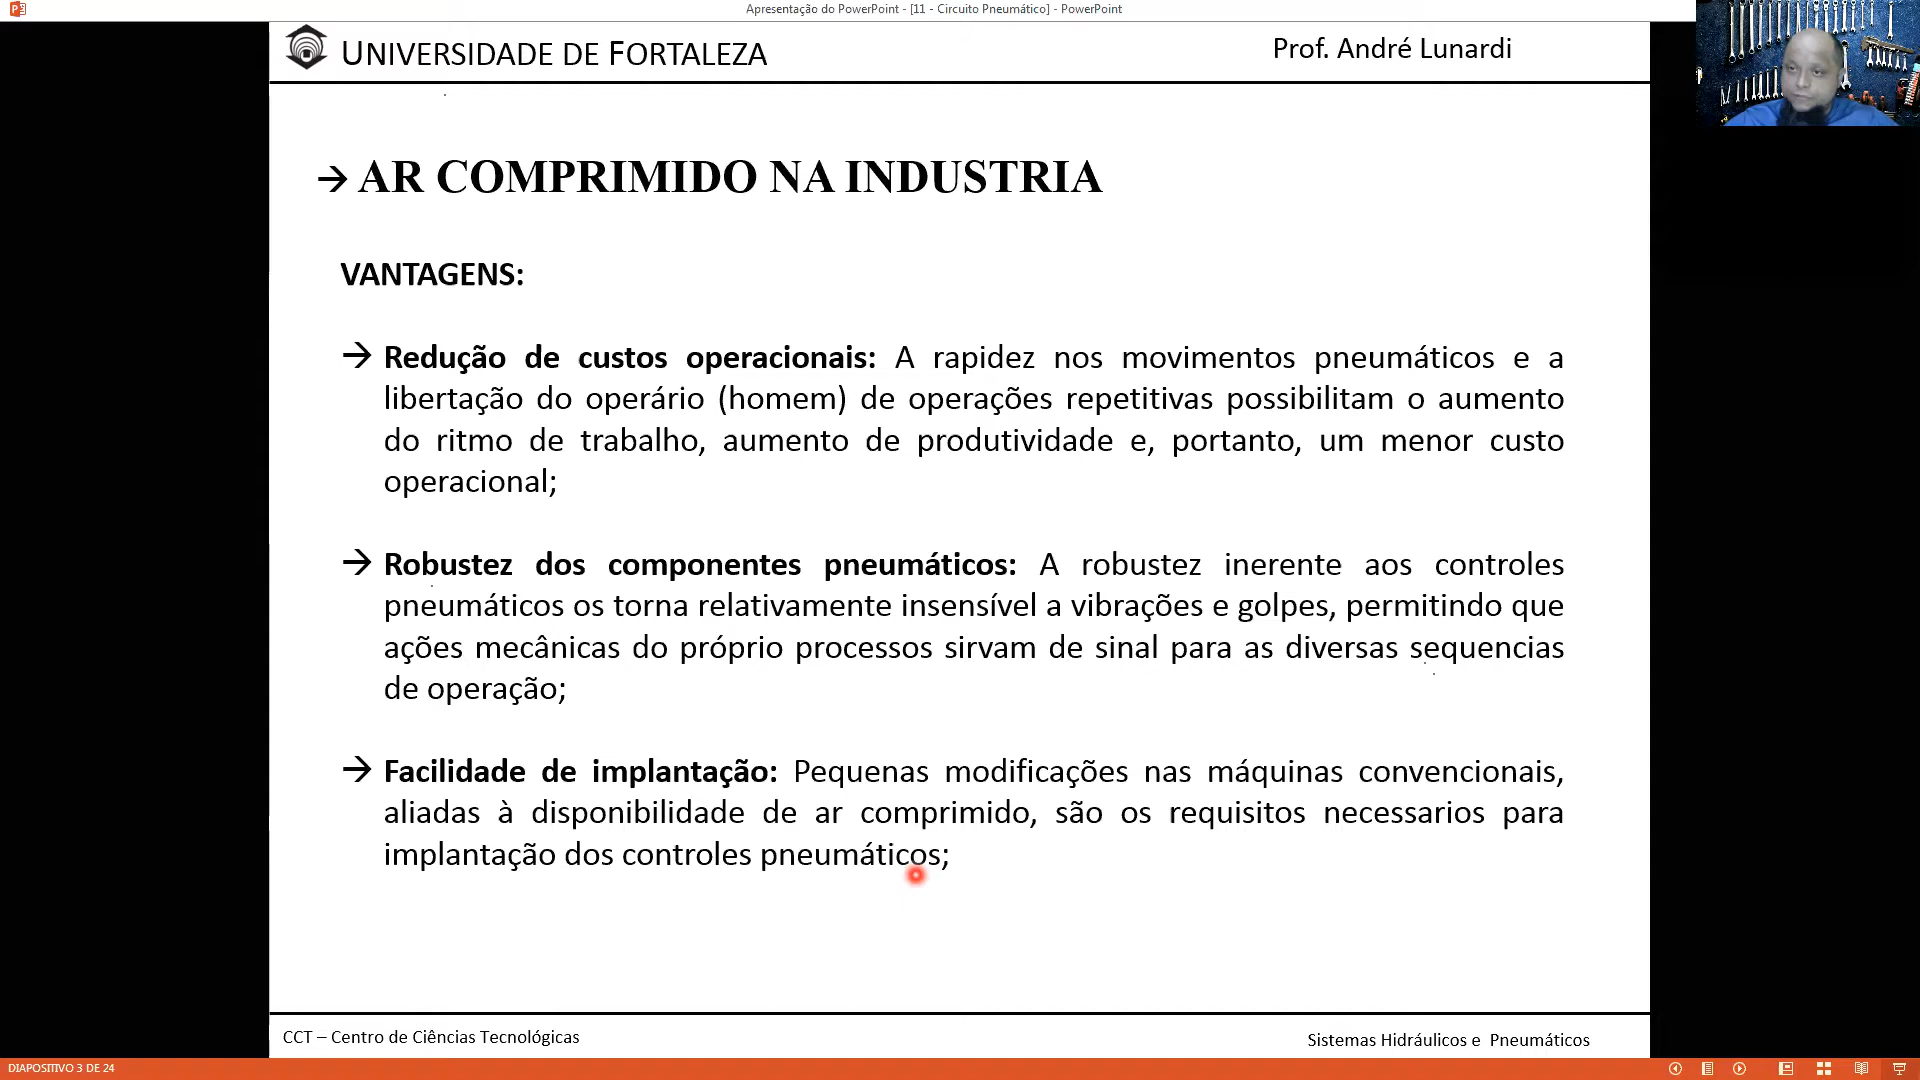 Apresentação do PowerPoint - [11 - Circuito Pneumático] - PowerPoint
UNIVERSIDADE DE FORTALEZA
Prof. André Lunardi
→ AR COMPRIMIDO NA INDUSTRIA
VANTAGENS:
→ Redução de custos operacionais: A rapidez nos movimentos pneumáticos e a
libertação do operário (homem) de operações repetitivas possibilitam o aumento
do ritmo de trabalho, aumento de produtividade e, portanto, um menor custo
operacional;
→ Robustez dos componentes pneumáticos: A robustez inerente aos controles
pneumáticos os torna relativamente insensível a vibrações e golpes, permitindo que
ações mecânicas do próprio processos sirvam de sinal para as diversas sequencias
de operação;
→ Facilidade de implantação: Pequenas modificações nas máquinas convencionais,
aliadas à disponibilidade de ar comprimido, são os requisitos necessarios para
implantação dos controles pneumáticos;
CCT – Centro de Ciências Tecnológicas
Sistemas Hidráulicos e Pneumáticos
DIAPOSITIVO 3 DE 24